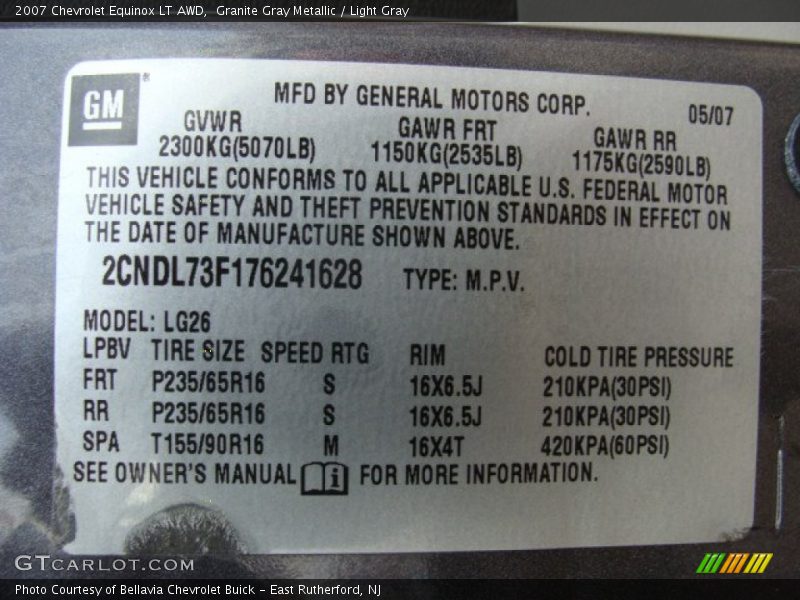 2007 Chevrolet Equinox LT AWD,  Granite Gray Metallic / Light Gray
GM®
MFD BY GENERAL MOTORS CORP.
05/07
GVWR GAWR FRT GAWR RR
2300KG(5070LB) 1150KG(2535LB) 1175KG(2590LB)
THIS VEHICLE CONFORMS TO ALL APPLICABLE U.S. FEDERAL MOTOR
VEHICLE SAFETY AND THEFT PREVENTION STANDARDS IN EFFECT ON
THE DATE OF MANUFACTURE SHOWN ABOVE.
2CNDL73F176241628 TYPE: M.P.V.
MODEL: LG26
LPBV TIRE SIZE SPEED RTG RIM COLD TIRE PRESSURE
FRT P235/65R16 S 16X6.5J 210KPA(30PSI)
RR P235/65R16 S 16X6.5J 210KPA(30PSI)
SPA T155/90R16 M 16X4T 420KPA(60PSI)
SEE OWNER'S MANUAL FOR MORE INFORMATION.
GTCARLOT.COM
Photo Courtesy of Bellavia Chevrolet Buick – East Rutherford, NJ